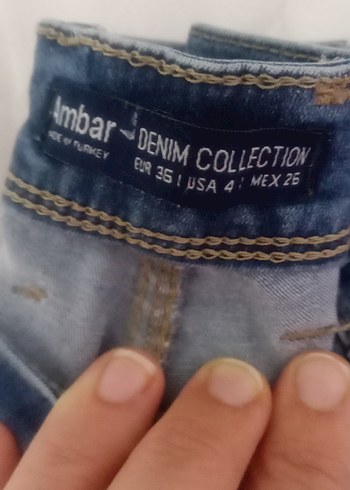 Ambar DENIM COLLECTION
MADE IN TURKEY EUR 36 | USA 4 | MEX 26